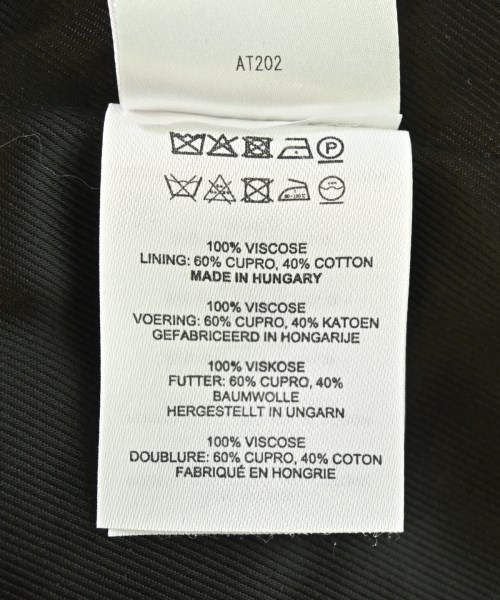 AT202
P
100% VISCOSE
LINING: 60% CUPRO, 40% COTTON
MADE IN HUNGARY
100% VISCOSE
VOERING: 60% CUPRO, 40% KATOEN
GEFABRICEERD IN HONGARIJE
100% VISKOSE
FUTTER: 60% CUPRO, 40%
BAUMWOLLE
HERGESTELLT IN UNGARN
100% VISCOSE
DOUBLURE: 60% CUPRO, 40% COTON
FABRIQUÉ EN HONGRIE